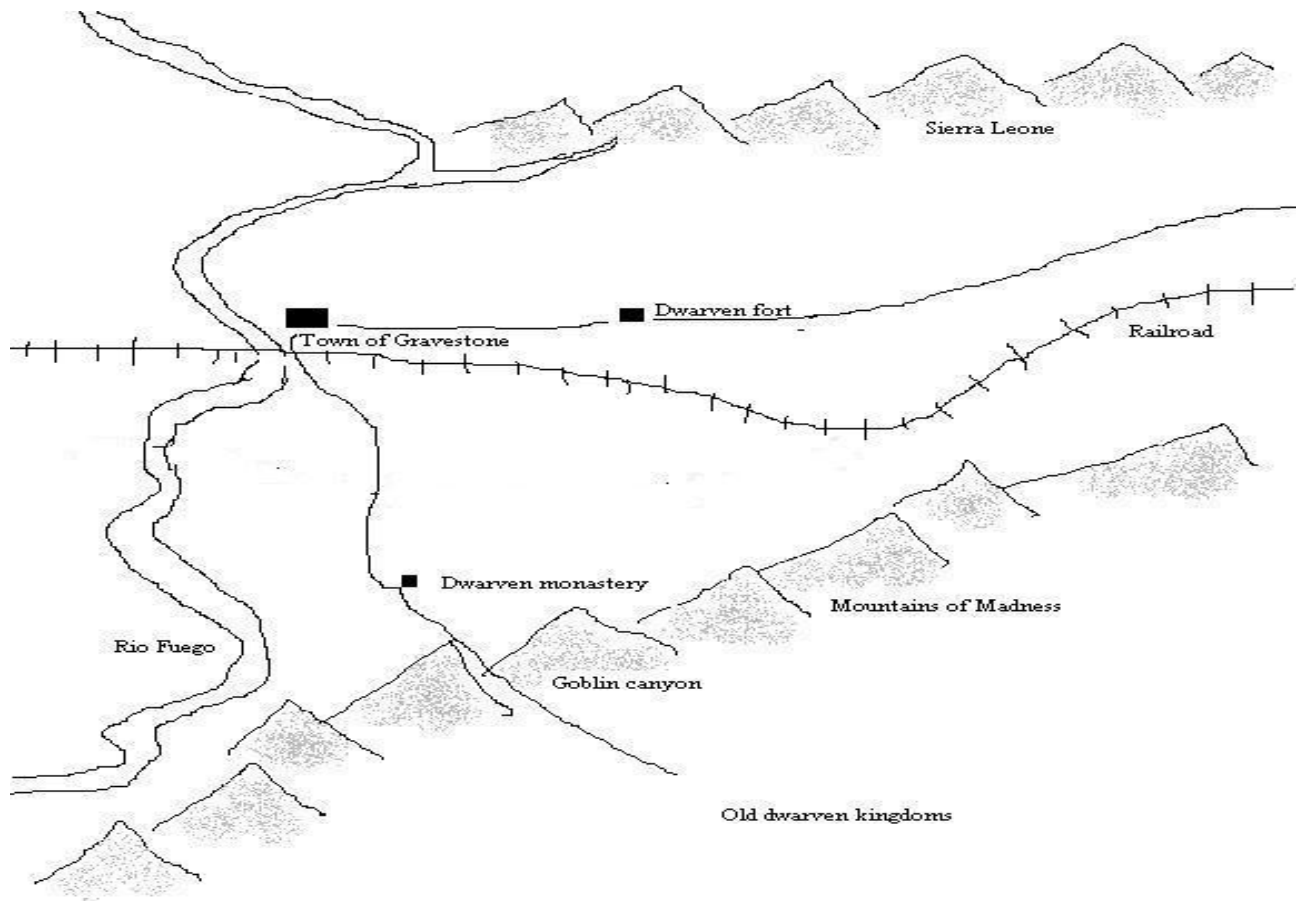 Sierra Leone
Dwarven fort
Railroad
Town of Gravestone
Dwarven monastery
Mountains of Madness
Rio Fuego
Goblin canyon
Old dwarven kingdoms